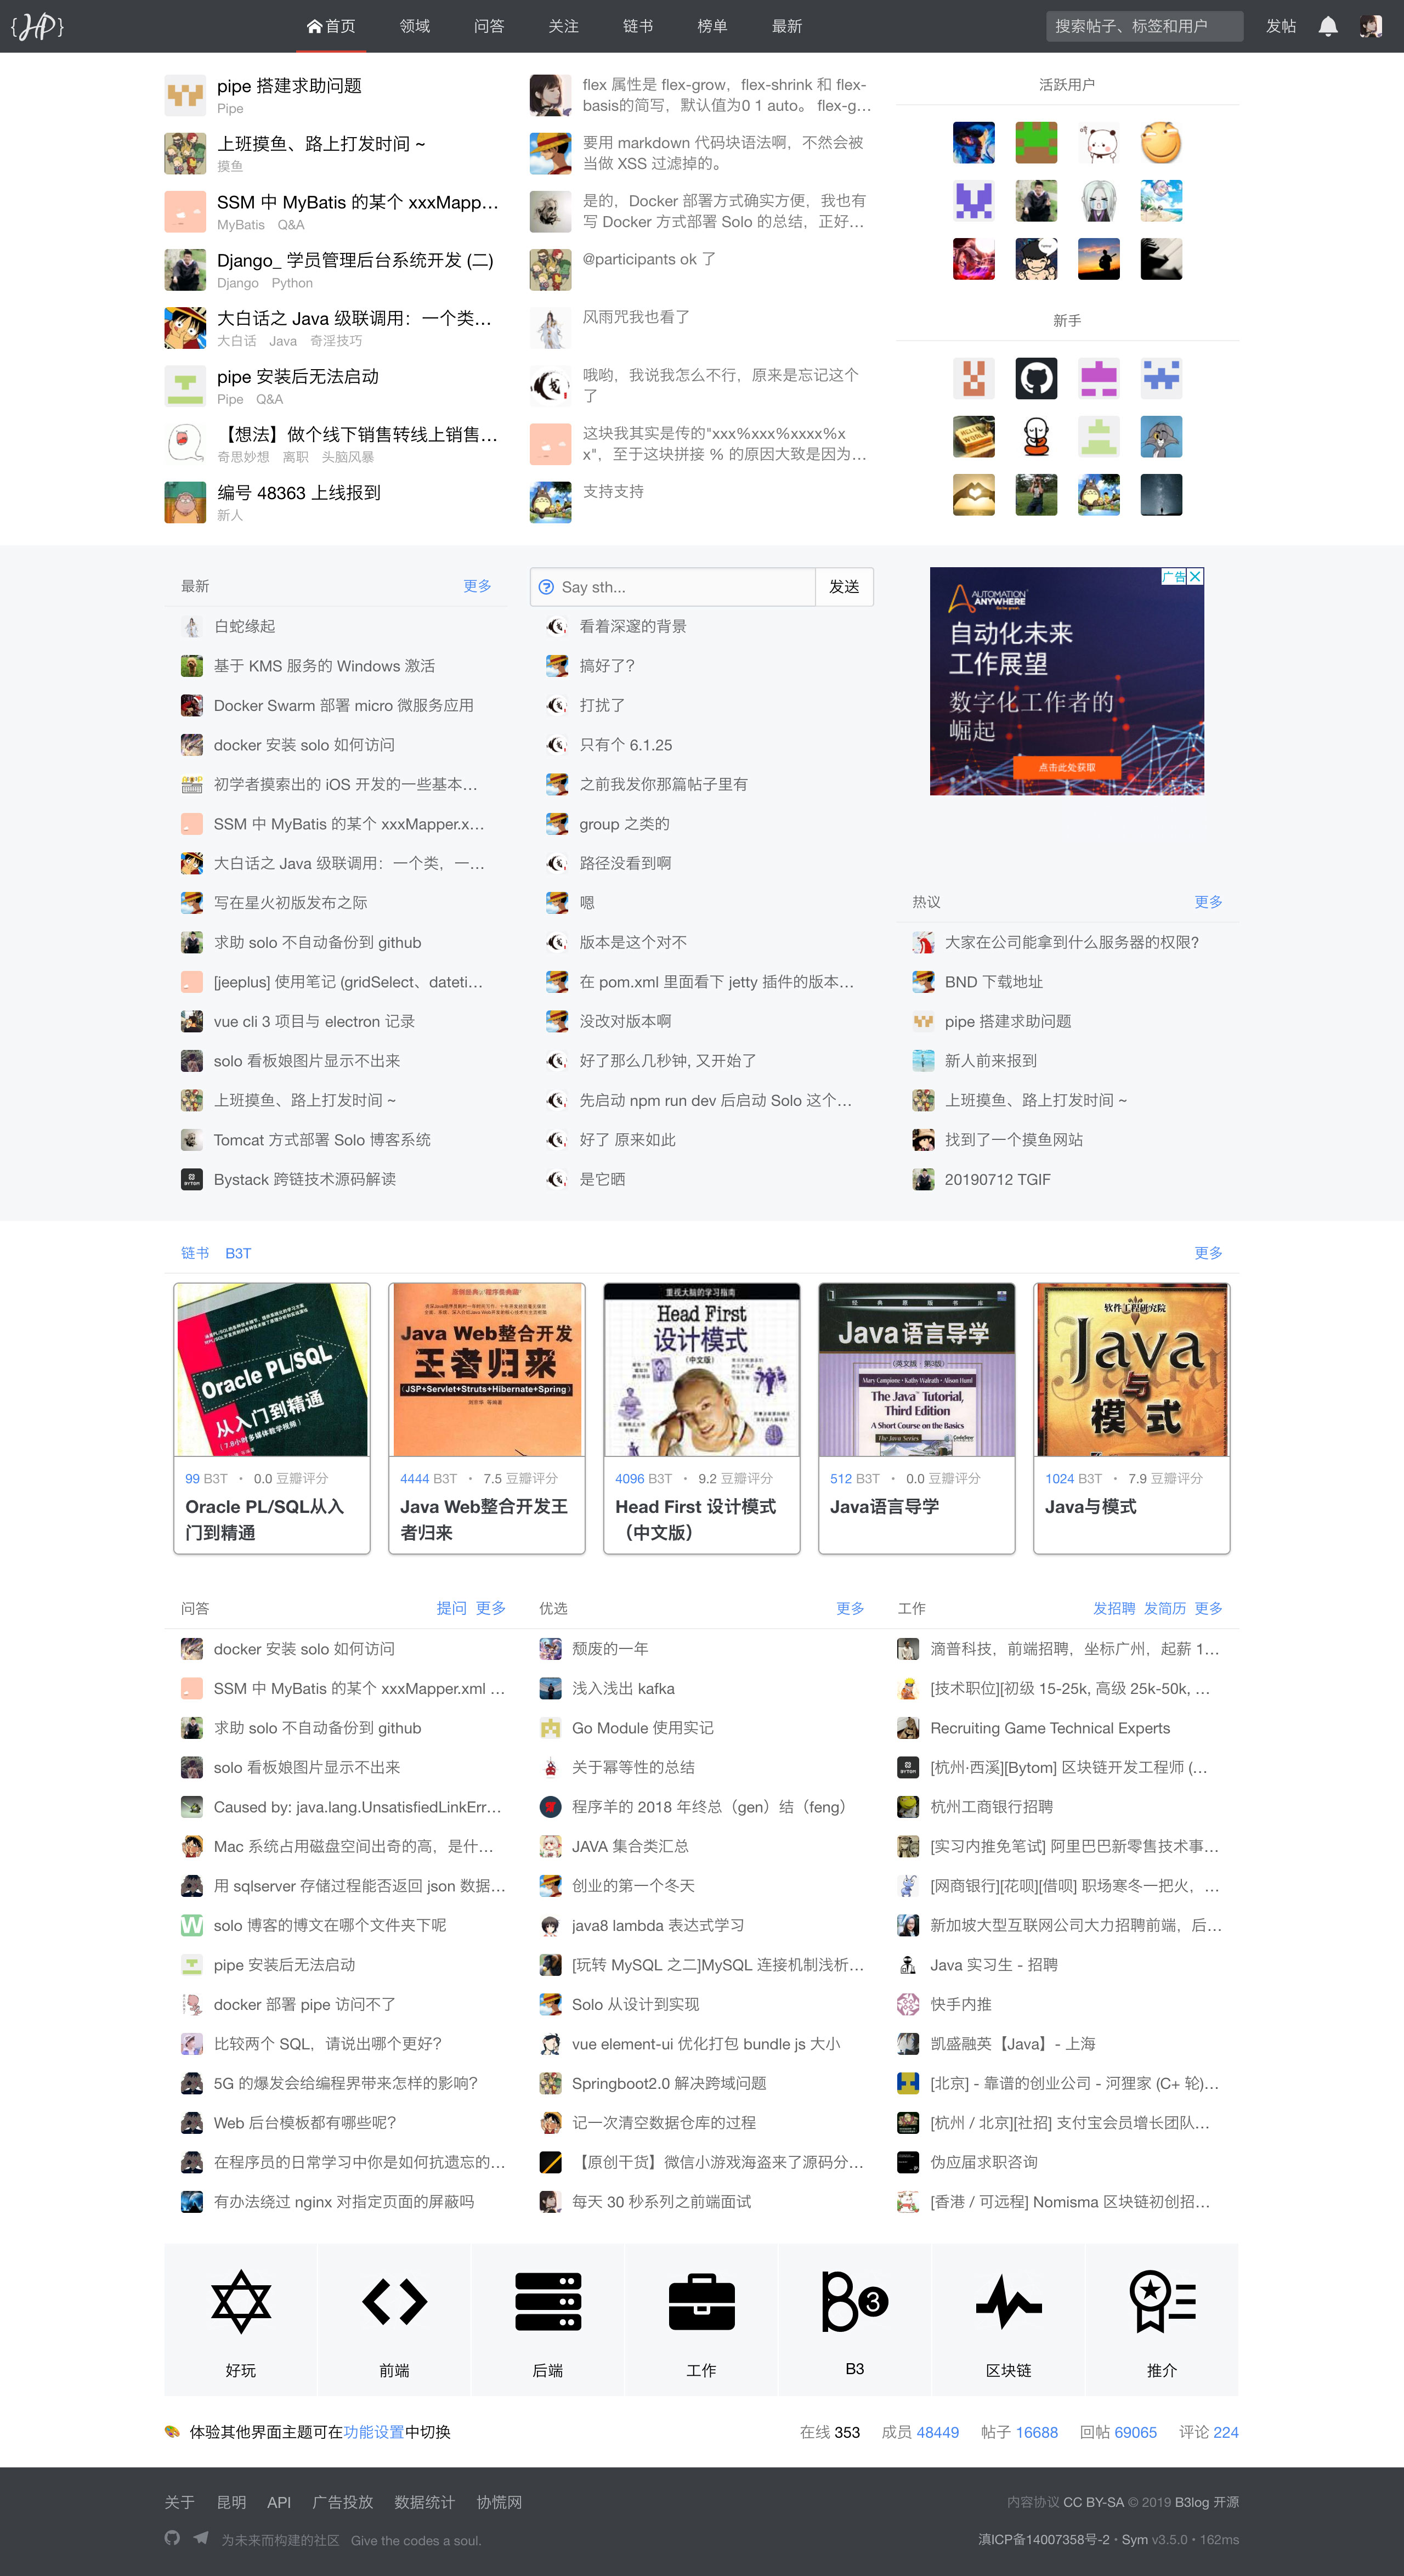 首页 领域 问答 关注 链书 榜单 最新 搜索帖子、标签和用户 发帖
pipe 搭建求助问题
Pipe
上班摸鱼、路上打发时间 ~
摸鱼
SSM 中 MyBatis 的某个 xxxMapp...
MyBatis Q&A
Django_ 学员管理后台系统开发 (二)
Django Python
大白话之 Java 级联调用：一个类...
大白话 Java 奇淫技巧
pipe 安装后无法启动
Pipe Q&A
【想法】做个线下销售转线上销售...
奇思妙想 离职 头脑风暴
编号 48363 上线报到
新人
flex 属性是 flex-grow，flex-shrink 和 flex-
basis的简写，默认值为0 1 auto。 flex-g...
要用 markdown 代码块语法啊，不然会被
当做 XSS 过滤掉的。
是的，Docker 部署方式确实方便，我也有
写 Docker 方式部署 Solo 的总结，正好...
@participants ok 了
风雨咒我也看了
哦哟，我说我怎么不行，原来是忘记这个
了
这块我其实是传的"xxx%xxx%xxxx%x
x"，至于这块拼接 % 的原因大致是因为...
支持支持
活跃用户
新手
最新 更多
白蛇缘起
基于 KMS 服务的 Windows 激活
Docker Swarm 部署 micro 微服务应用
docker 安装 solo 如何访问
初学者摸索出的 iOS 开发的一些基本...
SSM 中 MyBatis 的某个 xxxMapper.x...
大白话之 Java 级联调用：一个类，一...
写在星火初版发布之际
求助 solo 不自动备份到 github
[jeeplus] 使用笔记 (gridSelect、dateti...
vue cli 3 项目与 electron 记录
solo 看板娘图片显示不出来
上班摸鱼、路上打发时间 ~
Tomcat 方式部署 Solo 博客系统
Bystack 跨链技术源码解读
Say sth... 发送
看着深邃的背景
搞好了？
打扰了
只有个 6.1.25
之前我发你那篇帖子里有
group 之类的
路径没看到啊
嗯
版本是这个对不
在 pom.xml 里面看下 jetty 插件的版本...
没改对版本啊
好了那么几秒钟, 又开始了
先启动 npm run dev 后启动 Solo 这个...
好了 原来如此
是它晒
广告
AUTOMATION
ANYWHERE
自动化未来
工作展望
数字化工作者的
崛起
点击此处获取
热议 更多
大家在公司能拿到什么服务器的权限?
BND 下载地址
pipe 搭建求助问题
新人前来报到
上班摸鱼、路上打发时间 ~
找到了一个摸鱼网站
20190712 TGIF
链书 B3T 更多
Oracle PL/SQL
从入门到精通
Java Web整合开发
王者归来
(JSP+Servlet+Struts+Hibernate+Spring)
重视大脑的学习指南
Head First
设计模式
(中文版)
经典原版书库
Java语言导学
(英文版·第3版)
Mary Campione · Kathy Walrath · Alison Huml
The Java Tutorial,
Third Edition
A Short Course on the Basics
软件工程研究院
Java
与
模式
99 B3T • 0.0 豆瓣评分
Oracle PL/SQL从入
门到精通
4444 B3T • 7.5 豆瓣评分
Java Web整合开发王
者归来
4096 B3T • 9.2 豆瓣评分
Head First 设计模式
（中文版）
512 B3T • 0.0 豆瓣评分
Java语言导学
1024 B3T • 7.9 豆瓣评分
Java与模式
问答 提问 更多
docker 安装 solo 如何访问
SSM 中 MyBatis 的某个 xxxMapper.xml ...
求助 solo 不自动备份到 github
solo 看板娘图片显示不出来
Caused by: java.lang.UnsatisfiedLinkErr...
Mac 系统占用磁盘空间出奇的高，是什...
用 sqlserver 存储过程能否返回 json 数据...
solo 博客的博文在哪个文件夹下呢
pipe 安装后无法启动
docker 部署 pipe 访问不了
比较两个 SQL，请说出哪个更好？
5G 的爆发会给编程界带来怎样的影响？
Web 后台模板都有哪些呢？
在程序员的日常学习中你是如何抗遗忘的...
有办法绕过 nginx 对指定页面的屏蔽吗
优选 更多
颓废的一年
浅入浅出 kafka
Go Module 使用实记
关于幂等性的总结
程序羊的 2018 年终总（gen）结（feng）
JAVA 集合类汇总
创业的第一个冬天
java8 lambda 表达式学习
[玩转 MySQL 之二]MySQL 连接机制浅析...
Solo 从设计到实现
vue element-ui 优化打包 bundle js 大小
Springboot2.0 解决跨域问题
记一次清空数据仓库的过程
【原创干货】微信小游戏海盗来了源码分...
每天 30 秒系列之前端面试
工作 发招聘 发简历 更多
滴普科技，前端招聘，坐标广州，起薪 1...
[技术职位][初级 15-25k, 高级 25k-50k, ...
Recruiting Game Technical Experts
[杭州·西溪][Bytom] 区块链开发工程师 (...
杭州工商银行招聘
[实习内推免笔试] 阿里巴巴新零售技术事...
[网商银行][花呗][借呗] 职场寒冬一把火，...
新加坡大型互联网公司大力招聘前端，后...
Java 实习生 - 招聘
快手内推
凯盛融英【Java】- 上海
[北京] - 靠谱的创业公司 - 河狸家 (C+ 轮)...
[杭州 / 北京][社招] 支付宝会员增长团队...
伪应届求职咨询
[香港 / 可远程] Nomisma 区块链初创招...
好玩 前端 后端 工作 B3 区块链 推介
体验其他界面主题可在功能设置中切换
在线 353 成员 48449 帖子 16688 回帖 69065 评论 224
关于 昆明 API 广告投放 数据统计 协慌网
内容协议 CC BY-SA © 2019 B3log 开源
为未来而构建的社区 Give the codes a soul.
滇ICP备14007358号-2 • Sym v3.5.0 • 162ms